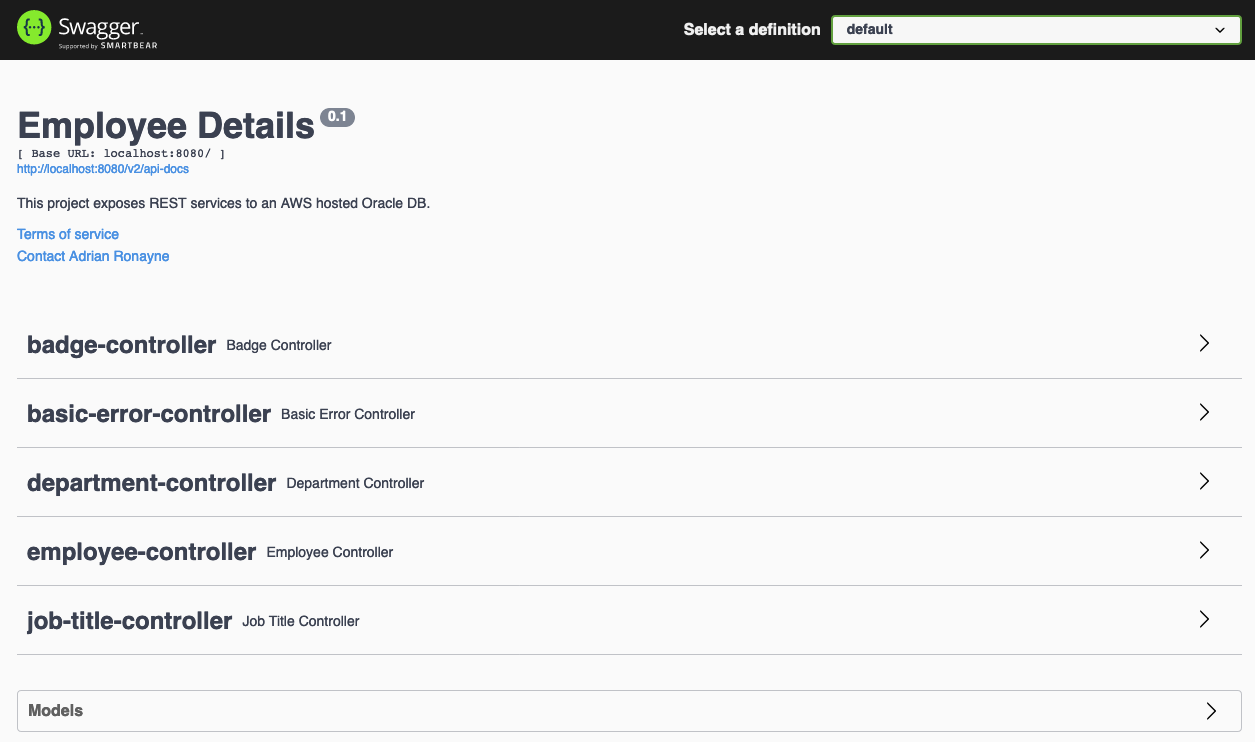 {···} Swagger™ Select a definition default
Supported by SMARTBEAR
Employee Details 0.1
[ Base URL: localhost:8080/ ]
http://localhost:8080/v2/api-docs
This project exposes REST services to an AWS hosted Oracle DB.
Terms of service
Contact Adrian Ronayne
badge-controller Badge Controller
basic-error-controller Basic Error Controller
department-controller Department Controller
employee-controller Employee Controller
job-title-controller Job Title Controller
Models